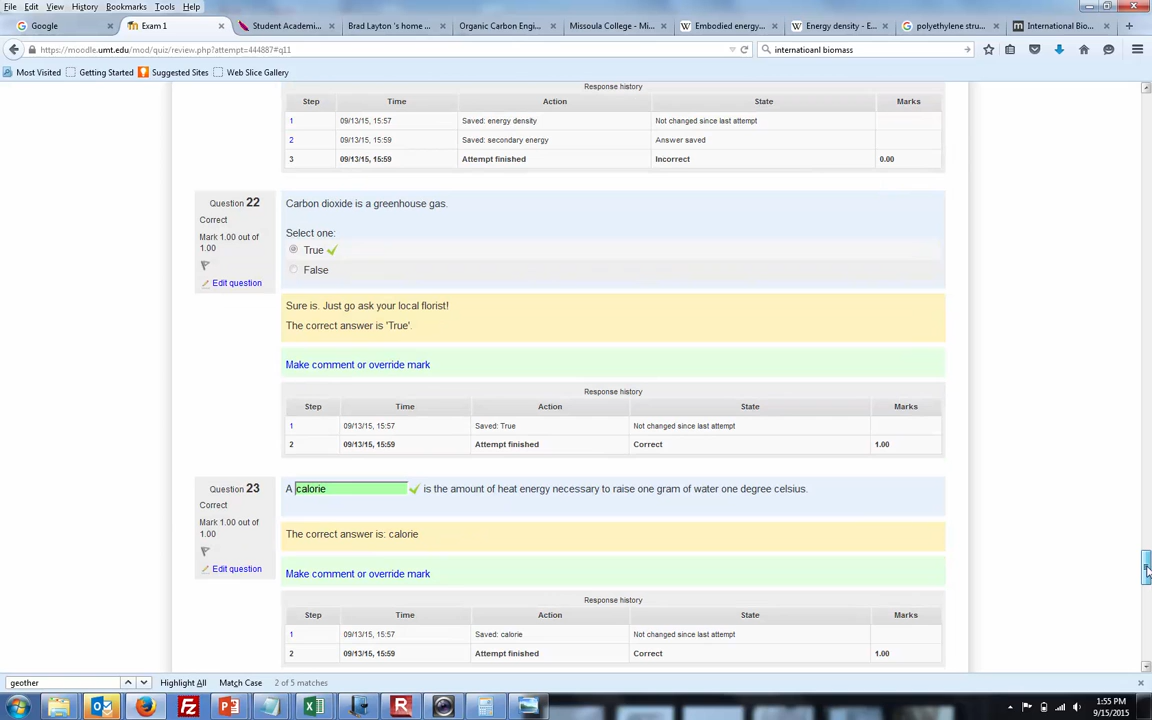 File Edit View History Bookmarks Tools Help
Google
Exam 1
Student Academi...
Brad Layton 's home ...
Organic Carbon Engi...
Missoula College - Mi...
Embodied energy...
Energy density - E...
polyethylene stru...
International Bio...
https://moodle.umt.edu/mod/quiz/review.php?attempt=444887#q11
internatioanl biomass
Most Visited Getting Started Suggested Sites Web Slice Gallery
Response history
Step Time Action State Marks
1 09/13/15, 15:57 Saved: energy density Not changed since last attempt
2 09/13/15, 15:59 Saved: secondary energy Answer saved
3 09/13/15, 15:59 Attempt finished Incorrect 0.00
Question 22
Correct
Mark 1.00 out of
1.00
Edit question
Carbon dioxide is a greenhouse gas.
Select one:
True
False
Sure is. Just go ask your local florist!
The correct answer is 'True'.
Make comment or override mark
Response history
Step Time Action State Marks
1 09/13/15, 15:57 Saved: True Not changed since last attempt
2 09/13/15, 15:59 Attempt finished Correct 1.00
Question 23
Correct
Mark 1.00 out of
1.00
Edit question
A calorie is the amount of heat energy necessary to raise one gram of water one degree celsius.
The correct answer is: calorie
Make comment or override mark
Response history
Step Time Action State Marks
1 09/13/15, 15:57 Saved: calorie Not changed since last attempt
2 09/13/15, 15:59 Attempt finished Correct 1.00
geother Highlight All Match Case 2 of 5 matches
1:55 PM
9/15/2015